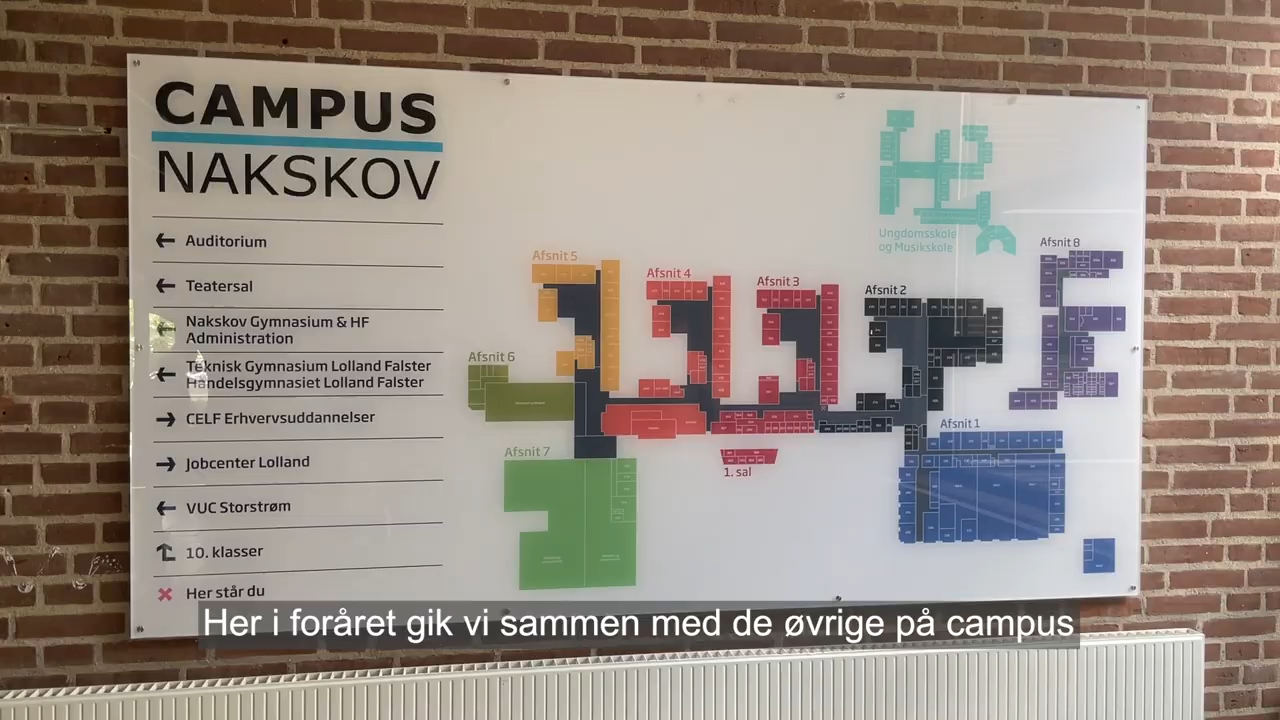 CAMPUS
NAKSKOV
Auditorium
Teatersal
Nakskov Gymnasium & HF
Administration
Teknisk Gymnasium Lolland Falster
Handelsgymnasiet Lolland Falster
CELF Erhvervsuddannelser
Jobcenter Lolland
VUC Storstrøm
10. klasser
Her står du
Ungdomsskole
og Musikskole
Afsnit 8
Afsnit 5
Afsnit 4
Afsnit 3
Afsnit 2
Afsnit 6
Afsnit 1
Afsnit 7
1. sal
Her i foråret gik vi sammen med de øvrige på campus